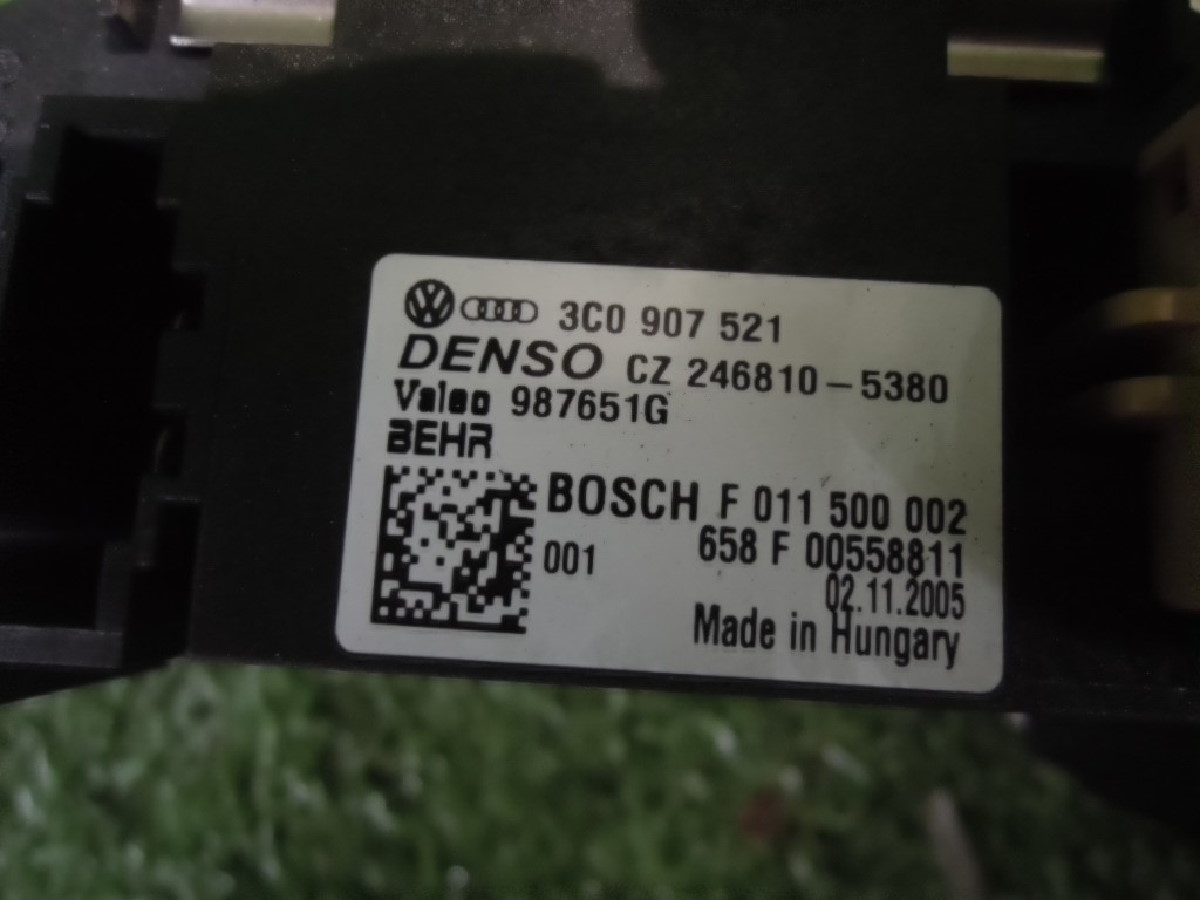 3C0 907 521
DENSO CZ 246810-5380
Valeo 987651G
BEHR
BOSCH F 011 500 002
001 658 F 00558811
02.11.2005
Made in Hungary